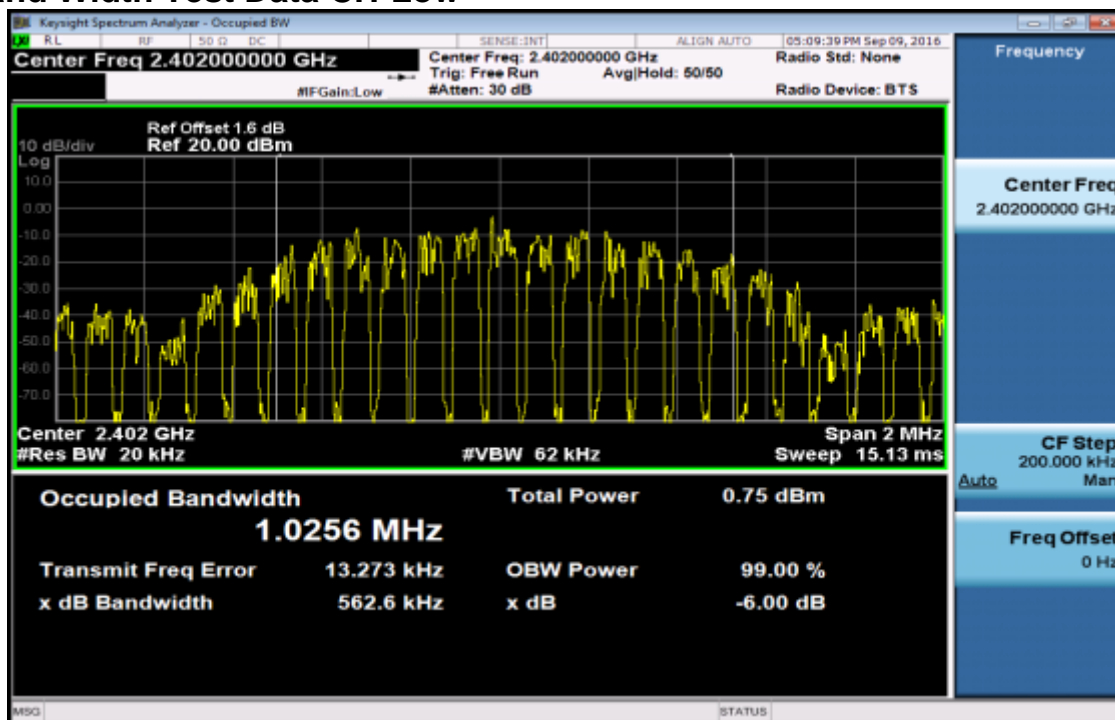 Keysight Spectrum Analyzer - Occupied BW
RL RF 50 Ω DC SENSE:INT ALIGN AUTO 05:09:39 PM Sep 09, 2016
Center Freq 2.402000000 GHz
Center Freq: 2.402000000 GHz Radio Std: None
Trig: Free Run Avg|Hold: 50/50
#IFGain:Low #Atten: 30 dB Radio Device: BTS
Ref Offset 1.6 dB
10 dB/div Ref 20.00 dBm
Log
10.0
0.00
-10.0
-20.0
-30.0
-40.0
-50.0
-60.0
-70.0
Center 2.402 GHz Span 2 MHz
#Res BW 20 kHz #VBW 62 kHz Sweep 15.13 ms
Occupied Bandwidth Total Power 0.75 dBm
1.0256 MHz
Transmit Freq Error 13.273 kHz OBW Power 99.00 %
x dB Bandwidth 562.6 kHz x dB -6.00 dB
MSG STATUS
Frequency
Center Freq
2.402000000 GHz
CF Step
200.000 kHz
Auto Man
Freq Offset
0 Hz